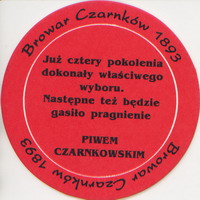 Browar Czarnków 1893
Już cztery pokolenia
dokonały właściwego
wyboru.
Następne też będzie
gasiło pragnienie
PIWEM
CZARNKOWSKIM
Browar Czarnków 1893